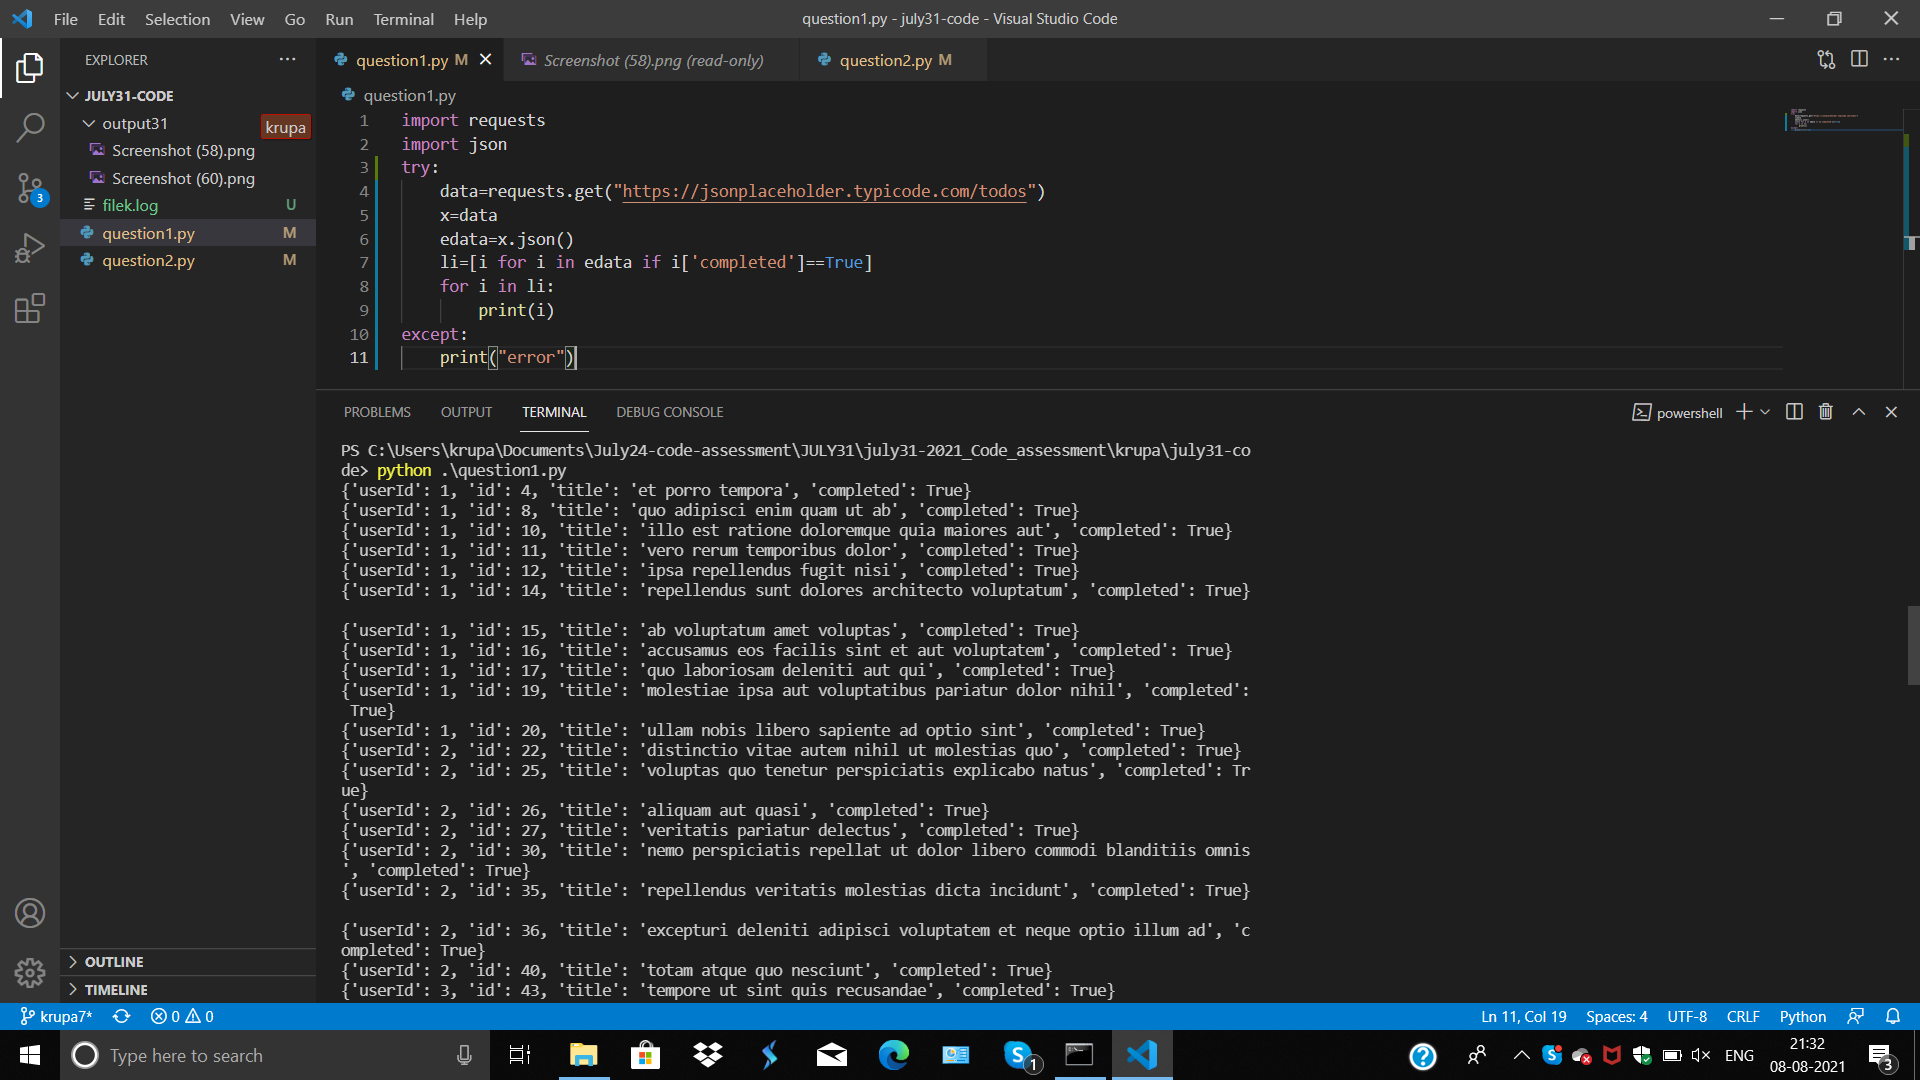 File Edit Selection View Go Run Terminal Help
question1.py - july31-code - Visual Studio Code
EXPLORER
question1.py M
Screenshot (58).png (read-only)
question2.py M
JULY31-CODE
output31
krupa
Screenshot (58).png
Screenshot (60).png
filek.log U
question1.py M
question2.py M
3
OUTLINE
TIMELINE
question1.py
1 import requests
2 import json
3 try:
4 data=requests.get("https://jsonplaceholder.typicode.com/todos")
5 x=data
6 edata=x.json()
7 li=[i for i in edata if i['completed']==True]
8 for i in li:
9 print(i)
10 except:
11 print("error")
PROBLEMS OUTPUT TERMINAL DEBUG CONSOLE
powershell
PS C:\Users\krupa\Documents\July24-code-assessment\JULY31\july31-2021_Code_assessment\krupa\july31-co
de> python .\question1.py
{'userId': 1, 'id': 4, 'title': 'et porro tempora', 'completed': True}
{'userId': 1, 'id': 8, 'title': 'quo adipisci enim quam ut ab', 'completed': True}
{'userId': 1, 'id': 10, 'title': 'illo est ratione doloremque quia maiores aut', 'completed': True}
{'userId': 1, 'id': 11, 'title': 'vero rerum temporibus dolor', 'completed': True}
{'userId': 1, 'id': 12, 'title': 'ipsa repellendus fugit nisi', 'completed': True}
{'userId': 1, 'id': 14, 'title': 'repellendus sunt dolores architecto voluptatum', 'completed': True}
{'userId': 1, 'id': 15, 'title': 'ab voluptatum amet voluptas', 'completed': True}
{'userId': 1, 'id': 16, 'title': 'accusamus eos facilis sint et aut voluptatem', 'completed': True}
{'userId': 1, 'id': 17, 'title': 'quo laboriosam deleniti aut qui', 'completed': True}
{'userId': 1, 'id': 19, 'title': 'molestiae ipsa aut voluptatibus pariatur dolor nihil', 'completed':
True}
{'userId': 1, 'id': 20, 'title': 'ullam nobis libero sapiente ad optio sint', 'completed': True}
{'userId': 2, 'id': 22, 'title': 'distinctio vitae autem nihil ut molestias quo', 'completed': True}
{'userId': 2, 'id': 25, 'title': 'voluptas quo tenetur perspiciatis explicabo natus', 'completed': Tr
ue}
{'userId': 2, 'id': 26, 'title': 'aliquam aut quasi', 'completed': True}
{'userId': 2, 'id': 27, 'title': 'veritatis pariatur delectus', 'completed': True}
{'userId': 2, 'id': 30, 'title': 'nemo perspiciatis repellat ut dolor libero commodi blanditiis omnis
', 'completed': True}
{'userId': 2, 'id': 35, 'title': 'repellendus veritatis molestias dicta incidunt', 'completed': True}
{'userId': 2, 'id': 36, 'title': 'excepturi deleniti adipisci voluptatem et neque optio illum ad', 'c
ompleted': True}
{'userId': 2, 'id': 40, 'title': 'totam atque quo nesciunt', 'completed': True}
{'userId': 3, 'id': 43, 'title': 'tempore ut sint quis recusandae', 'completed': True}
krupa7* 0 0
Ln 11, Col 19 Spaces: 4 UTF-8 CRLF Python
Type here to search
1
ENG
21:32
08-08-2021
3